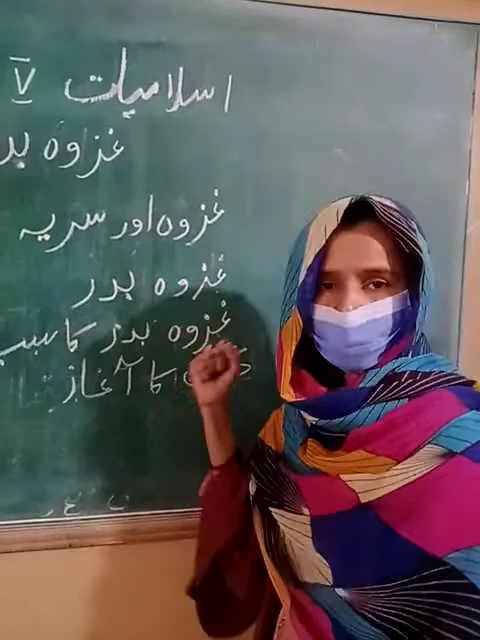 اسلامیات V
غزوہ بد
غزوہ اور سریہ
غزوہ بدر
غزوہ بدر کا سبب
کا آغاز